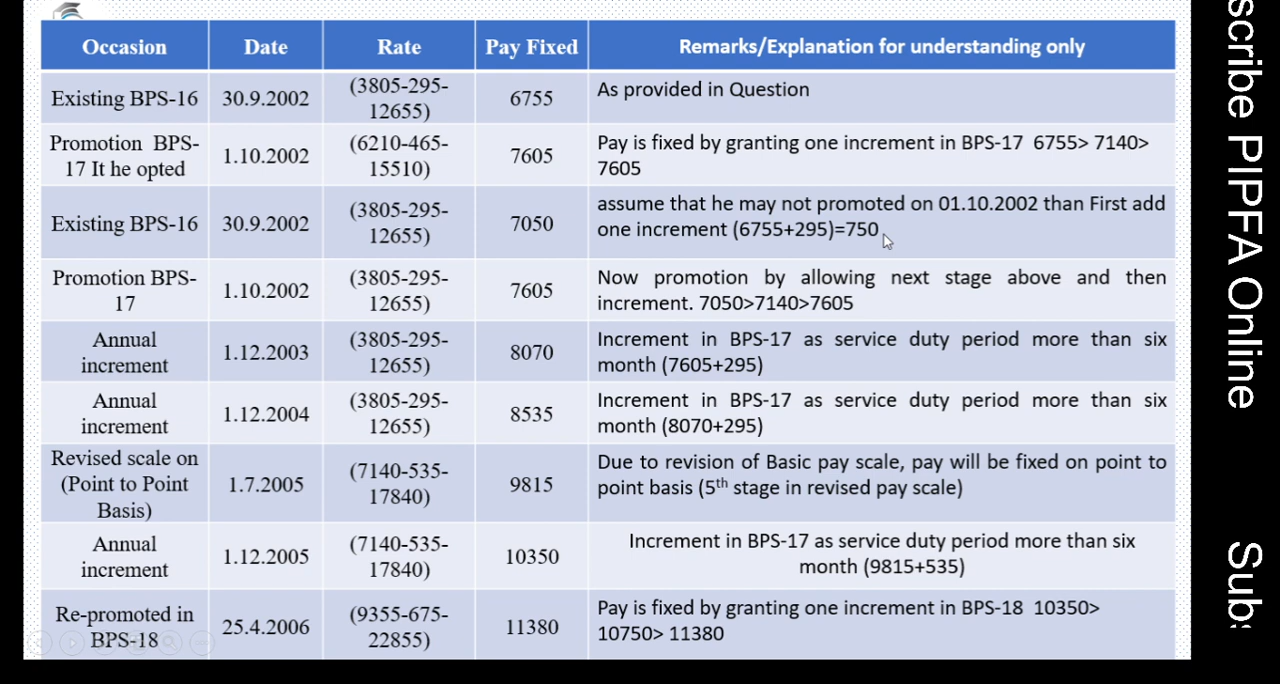 Occasion
Date
Rate
Pay Fixed
Remarks/Explanation for understanding only
Existing BPS-16
30.9.2002
(3805-295-
12655)
6755
As provided in Question
Promotion BPS-
17 It he opted
1.10.2002
(6210-465-
15510)
7605
Pay is fixed by granting one increment in BPS-17 6755> 7140>
7605
Existing BPS-16
30.9.2002
(3805-295-
12655)
7050
assume that he may not promoted on 01.10.2002 than First add
one increment (6755+295)=750
Promotion BPS-
17
1.10.2002
(3805-295-
12655)
7605
Now promotion by allowing next stage above and then
increment. 7050>7140>7605
Annual
increment
1.12.2003
(3805-295-
12655)
8070
Increment in BPS-17 as service duty period more than six
month (7605+295)
Annual
increment
1.12.2004
(3805-295-
12655)
8535
Increment in BPS-17 as service duty period more than six
month (8070+295)
Revised scale on
(Point to Point
Basis)
1.7.2005
(7140-535-
17840)
9815
Due to revision of Basic pay scale, pay will be fixed on point to
point basis (5th stage in revised pay scale)
Annual
increment
1.12.2005
(7140-535-
17840)
10350
Increment in BPS-17 as service duty period more than six
month (9815+535)
Re-promoted in
BPS-18
25.4.2006
(9355-675-
22855)
11380
Pay is fixed by granting one increment in BPS-18 10350>
10750> 11380
scribe PIPFA Online
Sub